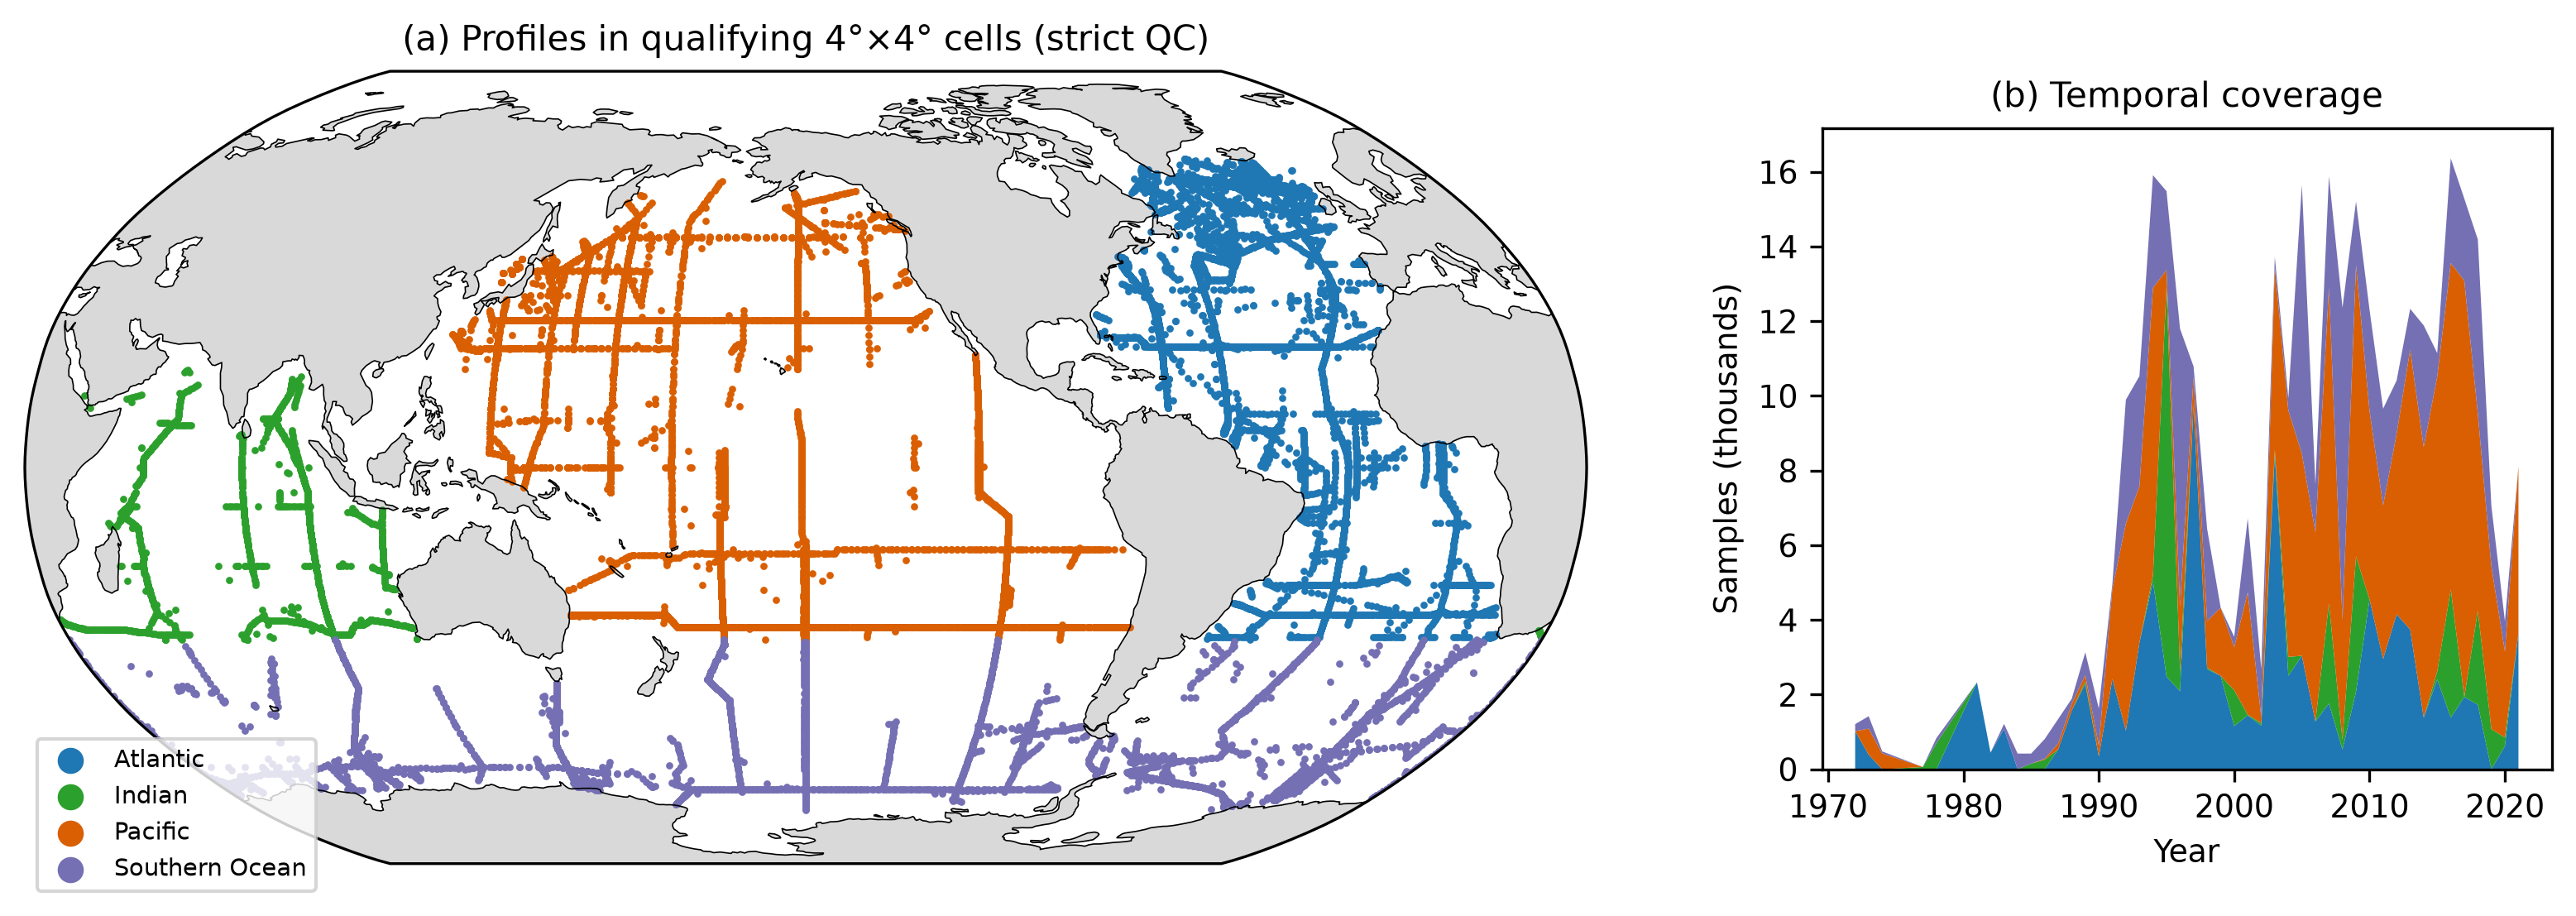 (a) Profiles in qualifying 4°×4° cells (strict QC)
Atlantic
Indian
Pacific
Southern Ocean
(b) Temporal coverage
Samples (thousands)
16
14
12
10
8
6
4
2
0
1970 1980 1990 2000 2010 2020
Year